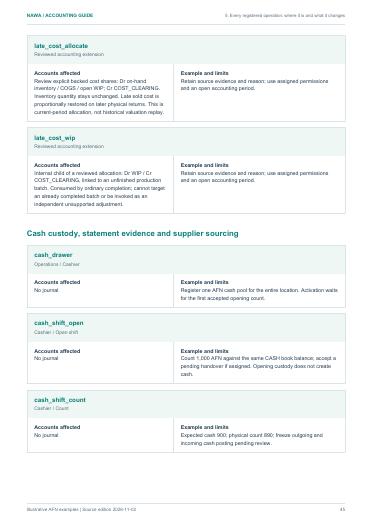 NAWA | ACCOUNTING GUIDE
5. Every registered operation: where it is and what it changes
late_cost_allocate
Reviewed accounting extension
Accounts affected
Review explicit backed cost shares: Dr on-hand
inventory / COGS / open WIP; Cr COST_CLEARING.
Inventory quantity stays unchanged. Late sold cost is
proportionally restored on later physical returns. This is
current-period allocation, not historical valuation replay.
Example and limits
Retain source evidence and reason; use assigned permissions
and an open accounting period.
late_cost_wip
Reviewed accounting extension
Accounts affected
Internal child of a reviewed allocation: Dr WIP / Cr
COST_CLEARING, linked to an unfinished production
batch. Consumed by ordinary completion; cannot target
an already completed batch or be invoked as an
independent unsupported adjustment.
Example and limits
Retain source evidence and reason; use assigned permissions
and an open accounting period.
Cash custody, statement evidence and supplier sourcing
cash_drawer
Operations / Cashier
Accounts affected
No journal
Example and limits
Register one AFN cash pool for the entire location. Activation waits
for the first accepted opening count.
cash_shift_open
Cashier / Open shift
Accounts affected
No journal
Example and limits
Count 1,000 AFN against the same CASH book balance; accept a
pending handover if assigned. Opening custody does not create
cash.
cash_shift_count
Cashier / Count
Accounts affected
No journal
Example and limits
Expected cash 900; physical count 890; freeze outgoing and
incoming cash posting pending review.
Illustrative AFN examples | Source edition
45